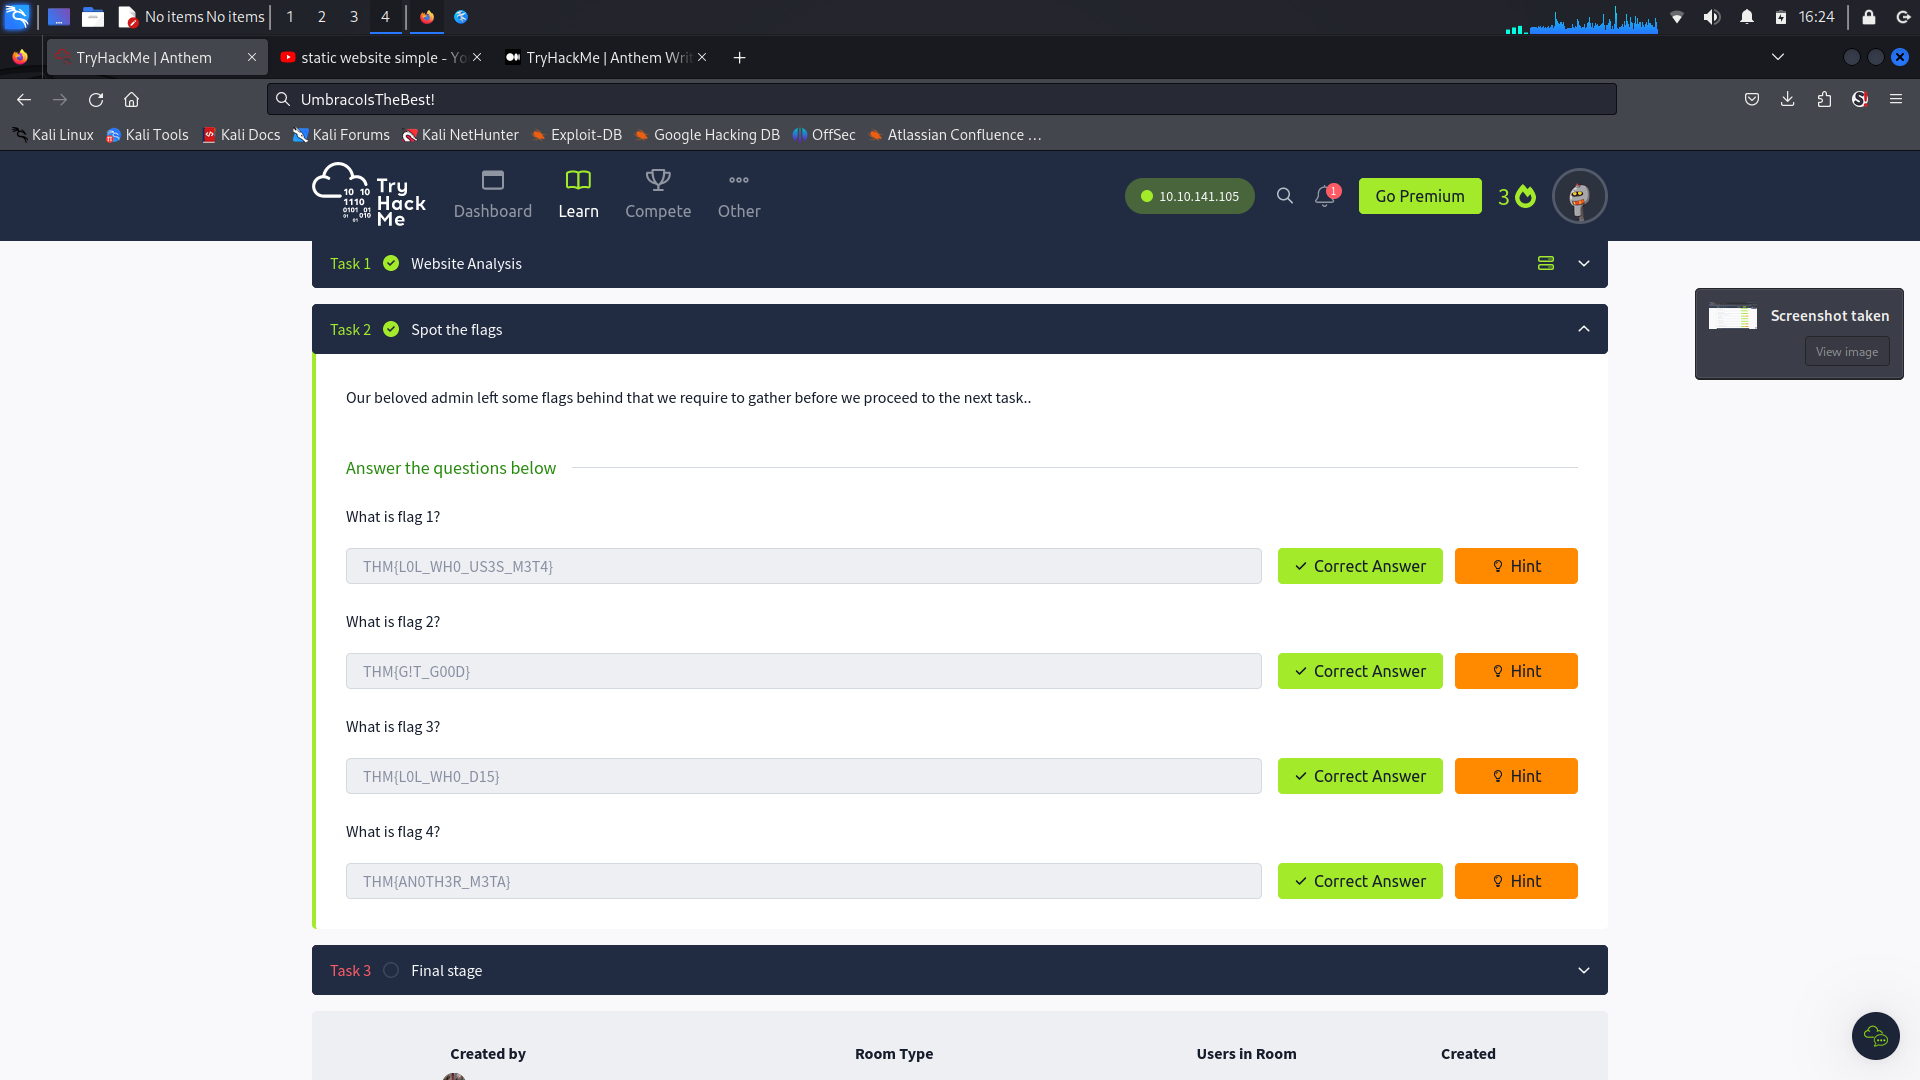 No items No items 1 2 3 4 16:24
TryHackMe | Anthem static website simple - Yo TryHackMe | Anthem Writ
UmbracoIsTheBest!
Kali Linux Kali Tools Kali Docs Kali Forums Kali NetHunter Exploit-DB Google Hacking DB OffSec Atlassian Confluence …
Try Hack Me
Dashboard Learn Compete Other 10.10.141.105 1 Go Premium 3
Task 1 Website Analysis
Screenshot taken
View image
Task 2 Spot the flags
Our beloved admin left some flags behind that we require to gather before we proceed to the next task..
Answer the questions below
What is flag 1?
THM{L0L_WH0_US3S_M3T4} Correct Answer Hint
What is flag 2?
THM{G!T_G00D} Correct Answer Hint
What is flag 3?
THM{L0L_WH0_D15} Correct Answer Hint
What is flag 4?
THM{AN0TH3R_M3TA} Correct Answer Hint
Task 3 Final stage
Created by Room Type Users in Room Created